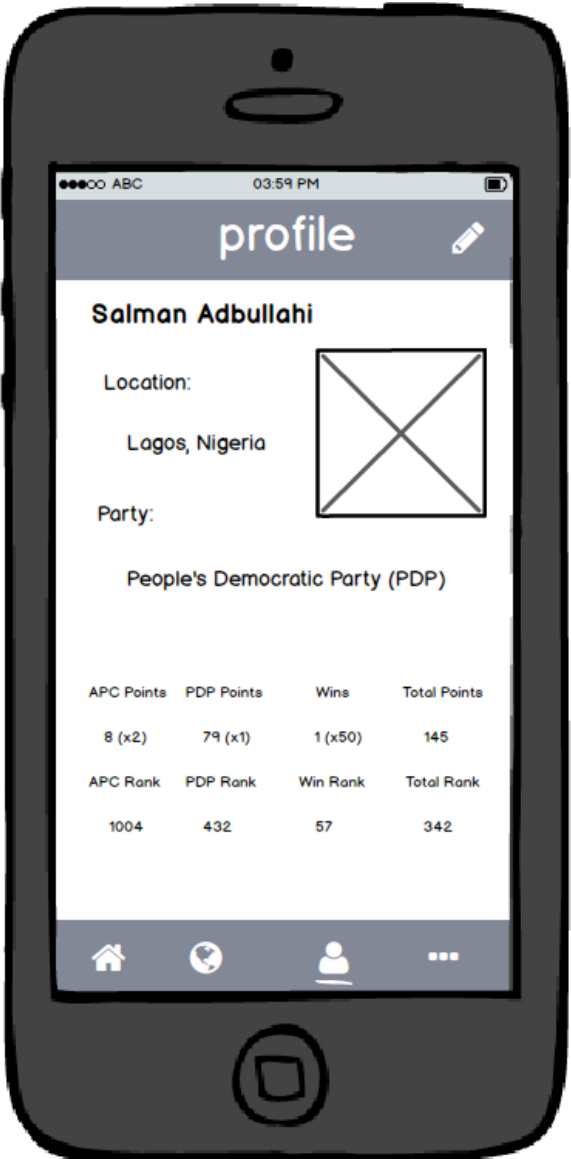 ABC 03:59 PM
profile
Salman Adbullahi
Location:
Lagos, Nigeria
Party:
People's Democratic Party (PDP)
APC Points PDP Points Wins Total Points
8 (x2) 79 (x1) 1 (x50) 145
APC Rank PDP Rank Win Rank Total Rank
1004 432 57 342